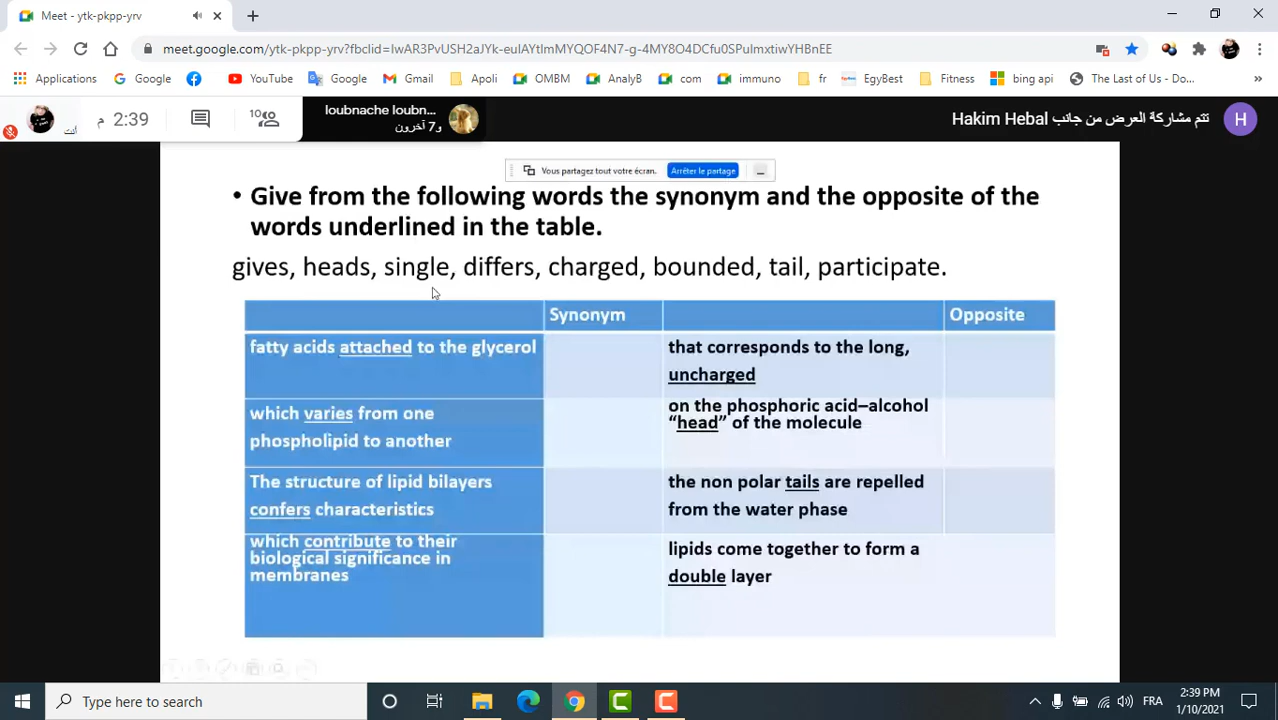 Meet - ytk-pkpp-yrv
meet.google.com/ytk-pkpp-yrv?fbclid=IwAR3PVUSH2aJYk-euIAYtlmMYQOF4N7-g-4MY8O4DCfu0SPulmxtiwYHBnEE
Applications Google YouTube Google Gmail Apoli OMBM AnalyB com immuno fr EgyBest Fitness bing api The Last of Us - Do... »
2:39 م
أنت
10
loubnache loubn...
و7 آخرون
تتم مشاركة العرض من جانب Hakim Hebal
H
Vous partagez tout votre écran. Arrêter le partage
• Give from the following words the synonym and the opposite of the
words underlined in the table.
gives, heads, single, differs, charged, bounded, tail, participate.
Synonym Opposite
fatty acids attached to the glycerol
that corresponds to the long,
uncharged
which varies from one
phospholipid to another
on the phosphoric acid–alcohol
“head” of the molecule
The structure of lipid bilayers
confers characteristics
the non polar tails are repelled
from the water phase
which contribute to their
biological significance in
membranes
lipids come together to form a
double layer
Type here to search
FRA
2:39 PM
1/10/2021